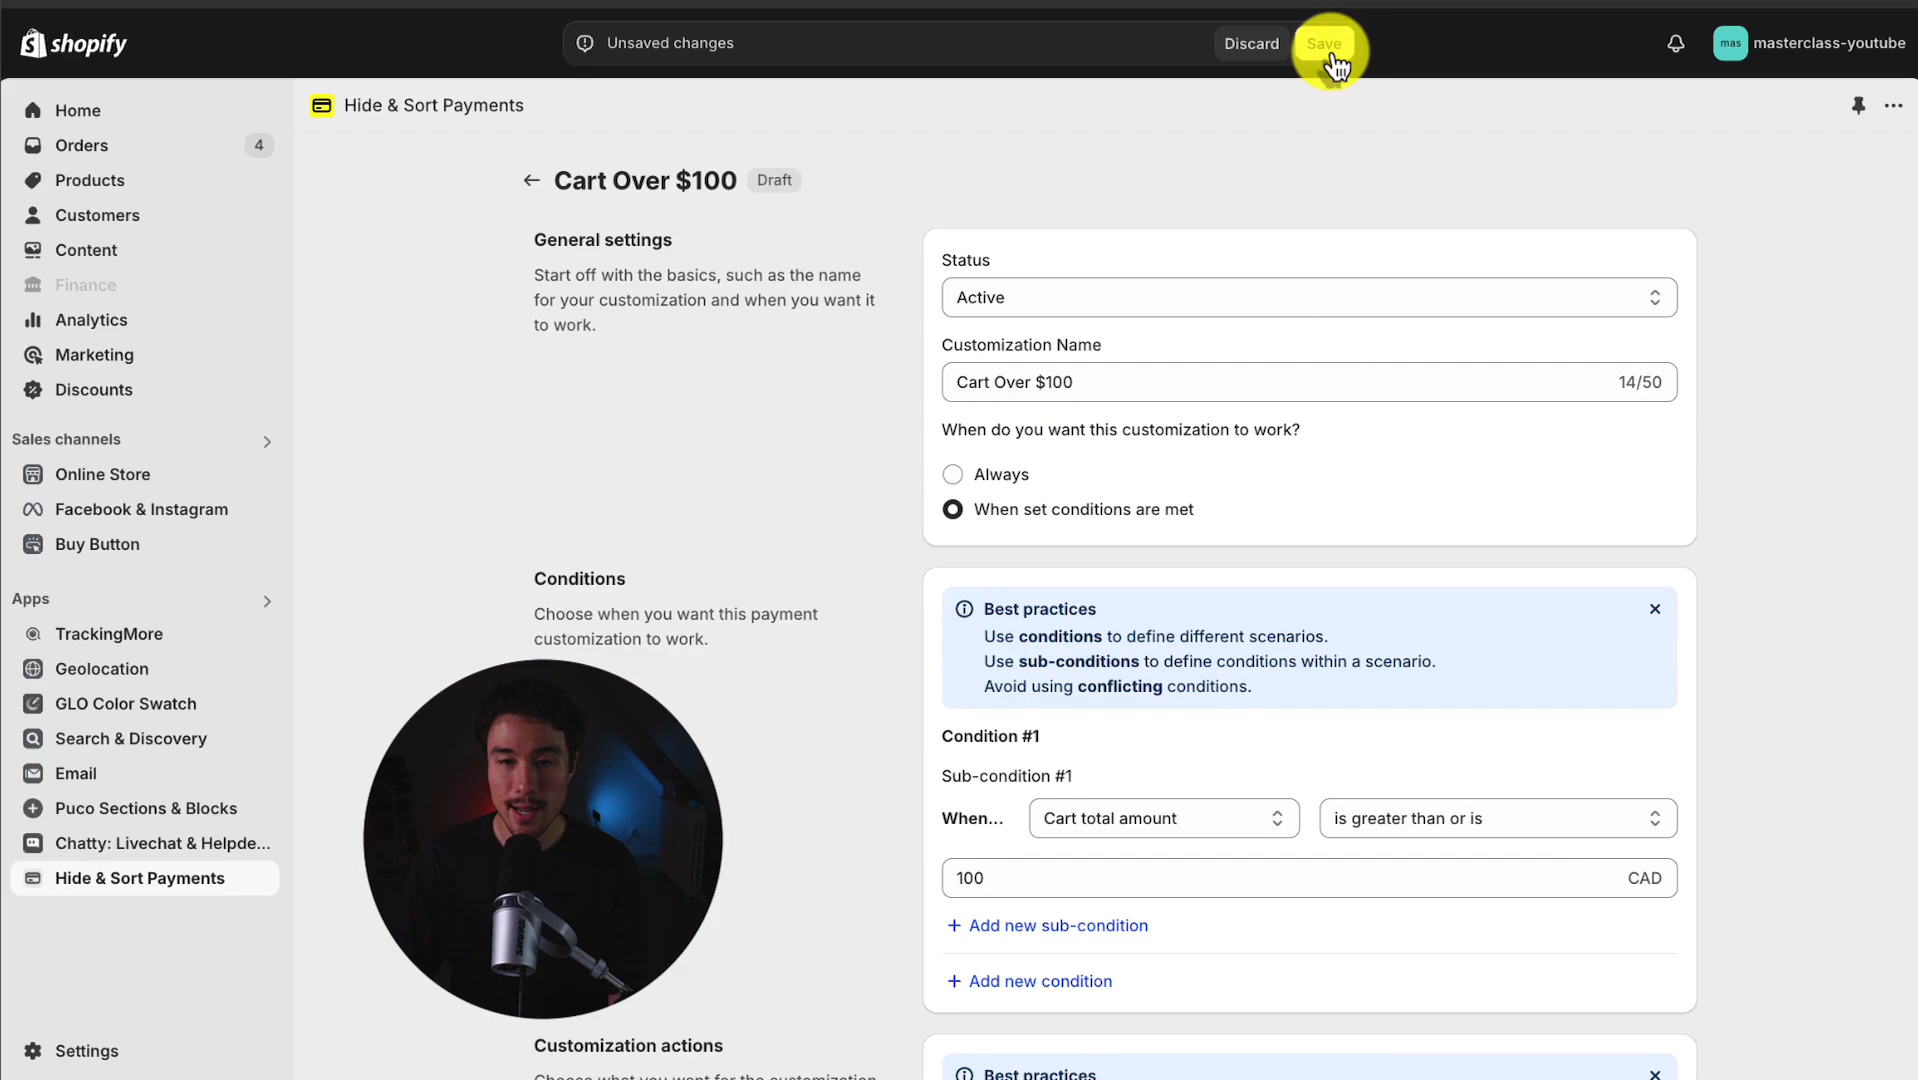 shopify
Unsaved changes
Discard
Save
mas
masterclass-youtube
Home
Orders
4
Products
Customers
Content
Finance
Analytics
Marketing
Discounts
Sales channels
Online Store
Facebook & Instagram
Buy Button
Apps
TrackingMore
Geolocation
GLO Color Swatch
Search & Discovery
Email
Puco Sections & Blocks
Chatty: Livechat & Helpde...
Hide & Sort Payments
Settings
Hide & Sort Payments
Cart Over $100
Draft
General settings
Start off with the basics, such as the name
for your customization and when you want it
to work.
Status
Active
Customization Name
Cart Over $100
14/50
When do you want this customization to work?
Always
When set conditions are met
Conditions
Choose when you want this payment
customization to work.
Best practices
Use conditions to define different scenarios.
Use sub-conditions to define conditions within a scenario.
Avoid using conflicting conditions.
Condition #1
Sub-condition #1
When...
Cart total amount
is greater than or is
100
CAD
+ Add new sub-condition
+ Add new condition
SHURE
Customization actions
Choose what you want for the customization
Best practices